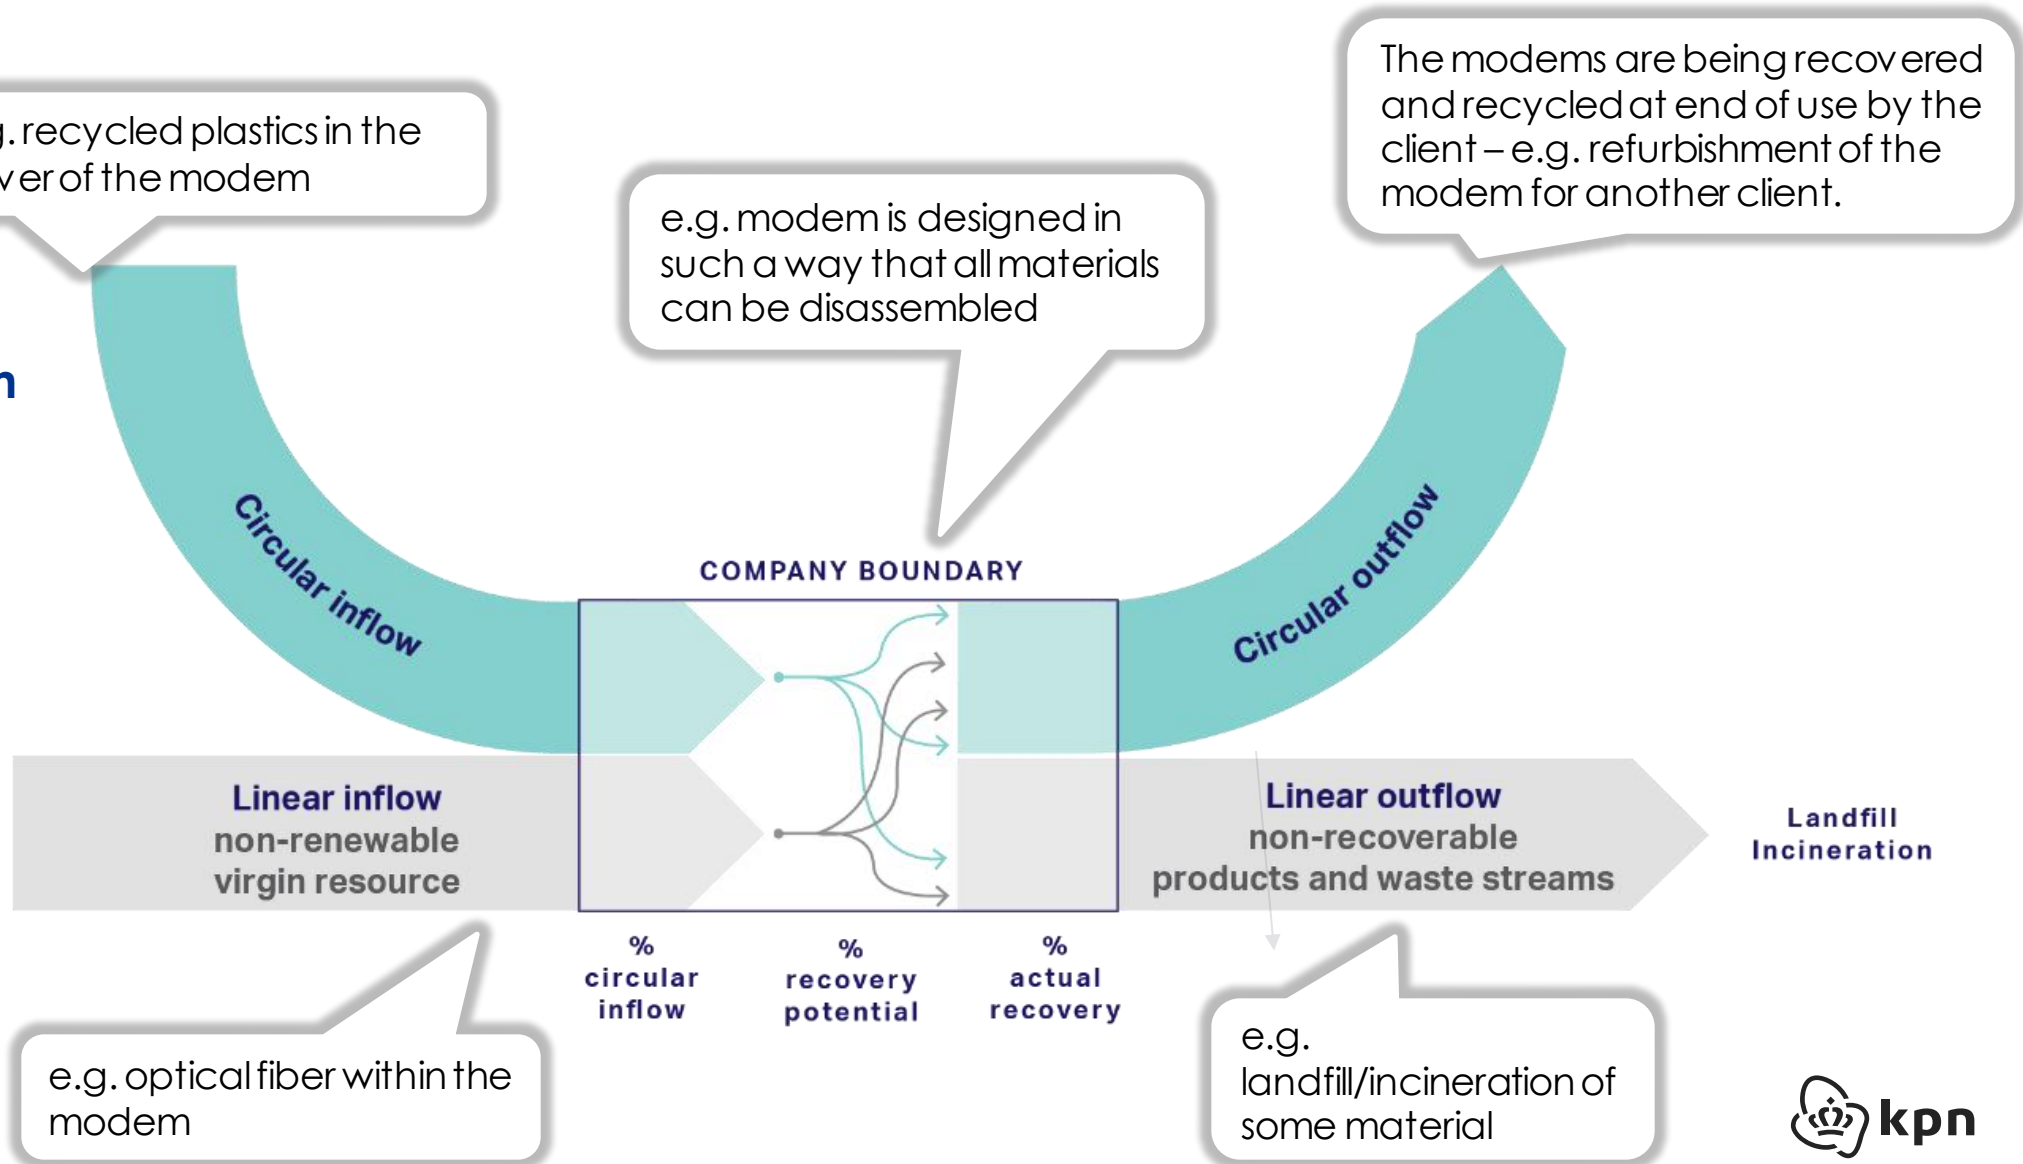 The modems are being recovered
and recycled at end of use by the
client – e.g. refurbishment of the
modem for another client.
recycled plastics in the
of the modem
e.g. modem is designed in
such a way that all materials
can be disassembled
Circular inflow
COMPANY BOUNDARY
Circular outflow
Linear inflow
non-renewable
virgin resource
Linear outflow
non-recoverable
products and waste streams
Landfill
Incineration
%
circular
inflow
%
recovery
potential
%
actual
recovery
e.g. optical fiber within the
modem
e.g.
landfill/incineration of
some material
kpn